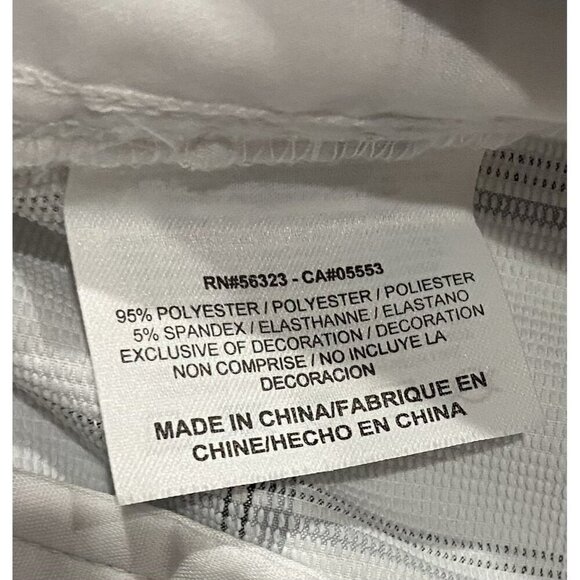 RN#56323 - CA#05553
95% POLYESTER / POLYESTER / POLIESTER
5% SPANDEX / ELASTHANNE / ELASTANO
EXCLUSIVE OF DECORATION / DECORATION
NON COMPRISE / NO INCLUYE LA
DECORACION
MADE IN CHINA/FABRIQUE EN
CHINE/HECHO EN CHINA